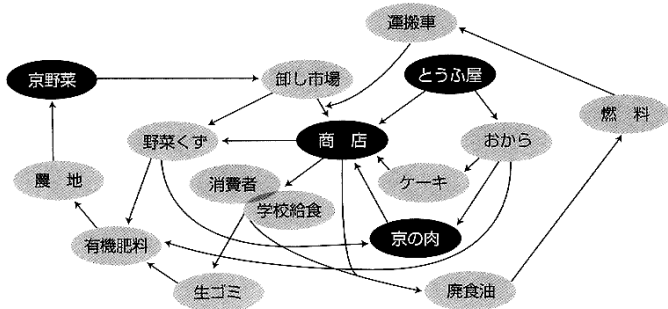 運搬車
京野菜
卸し市場
とうふ屋
燃 料
野菜くず
商 店
おから
農 地
消費者
ケーキ
学校給食
有機肥料
京の肉
生ゴミ
廃食油